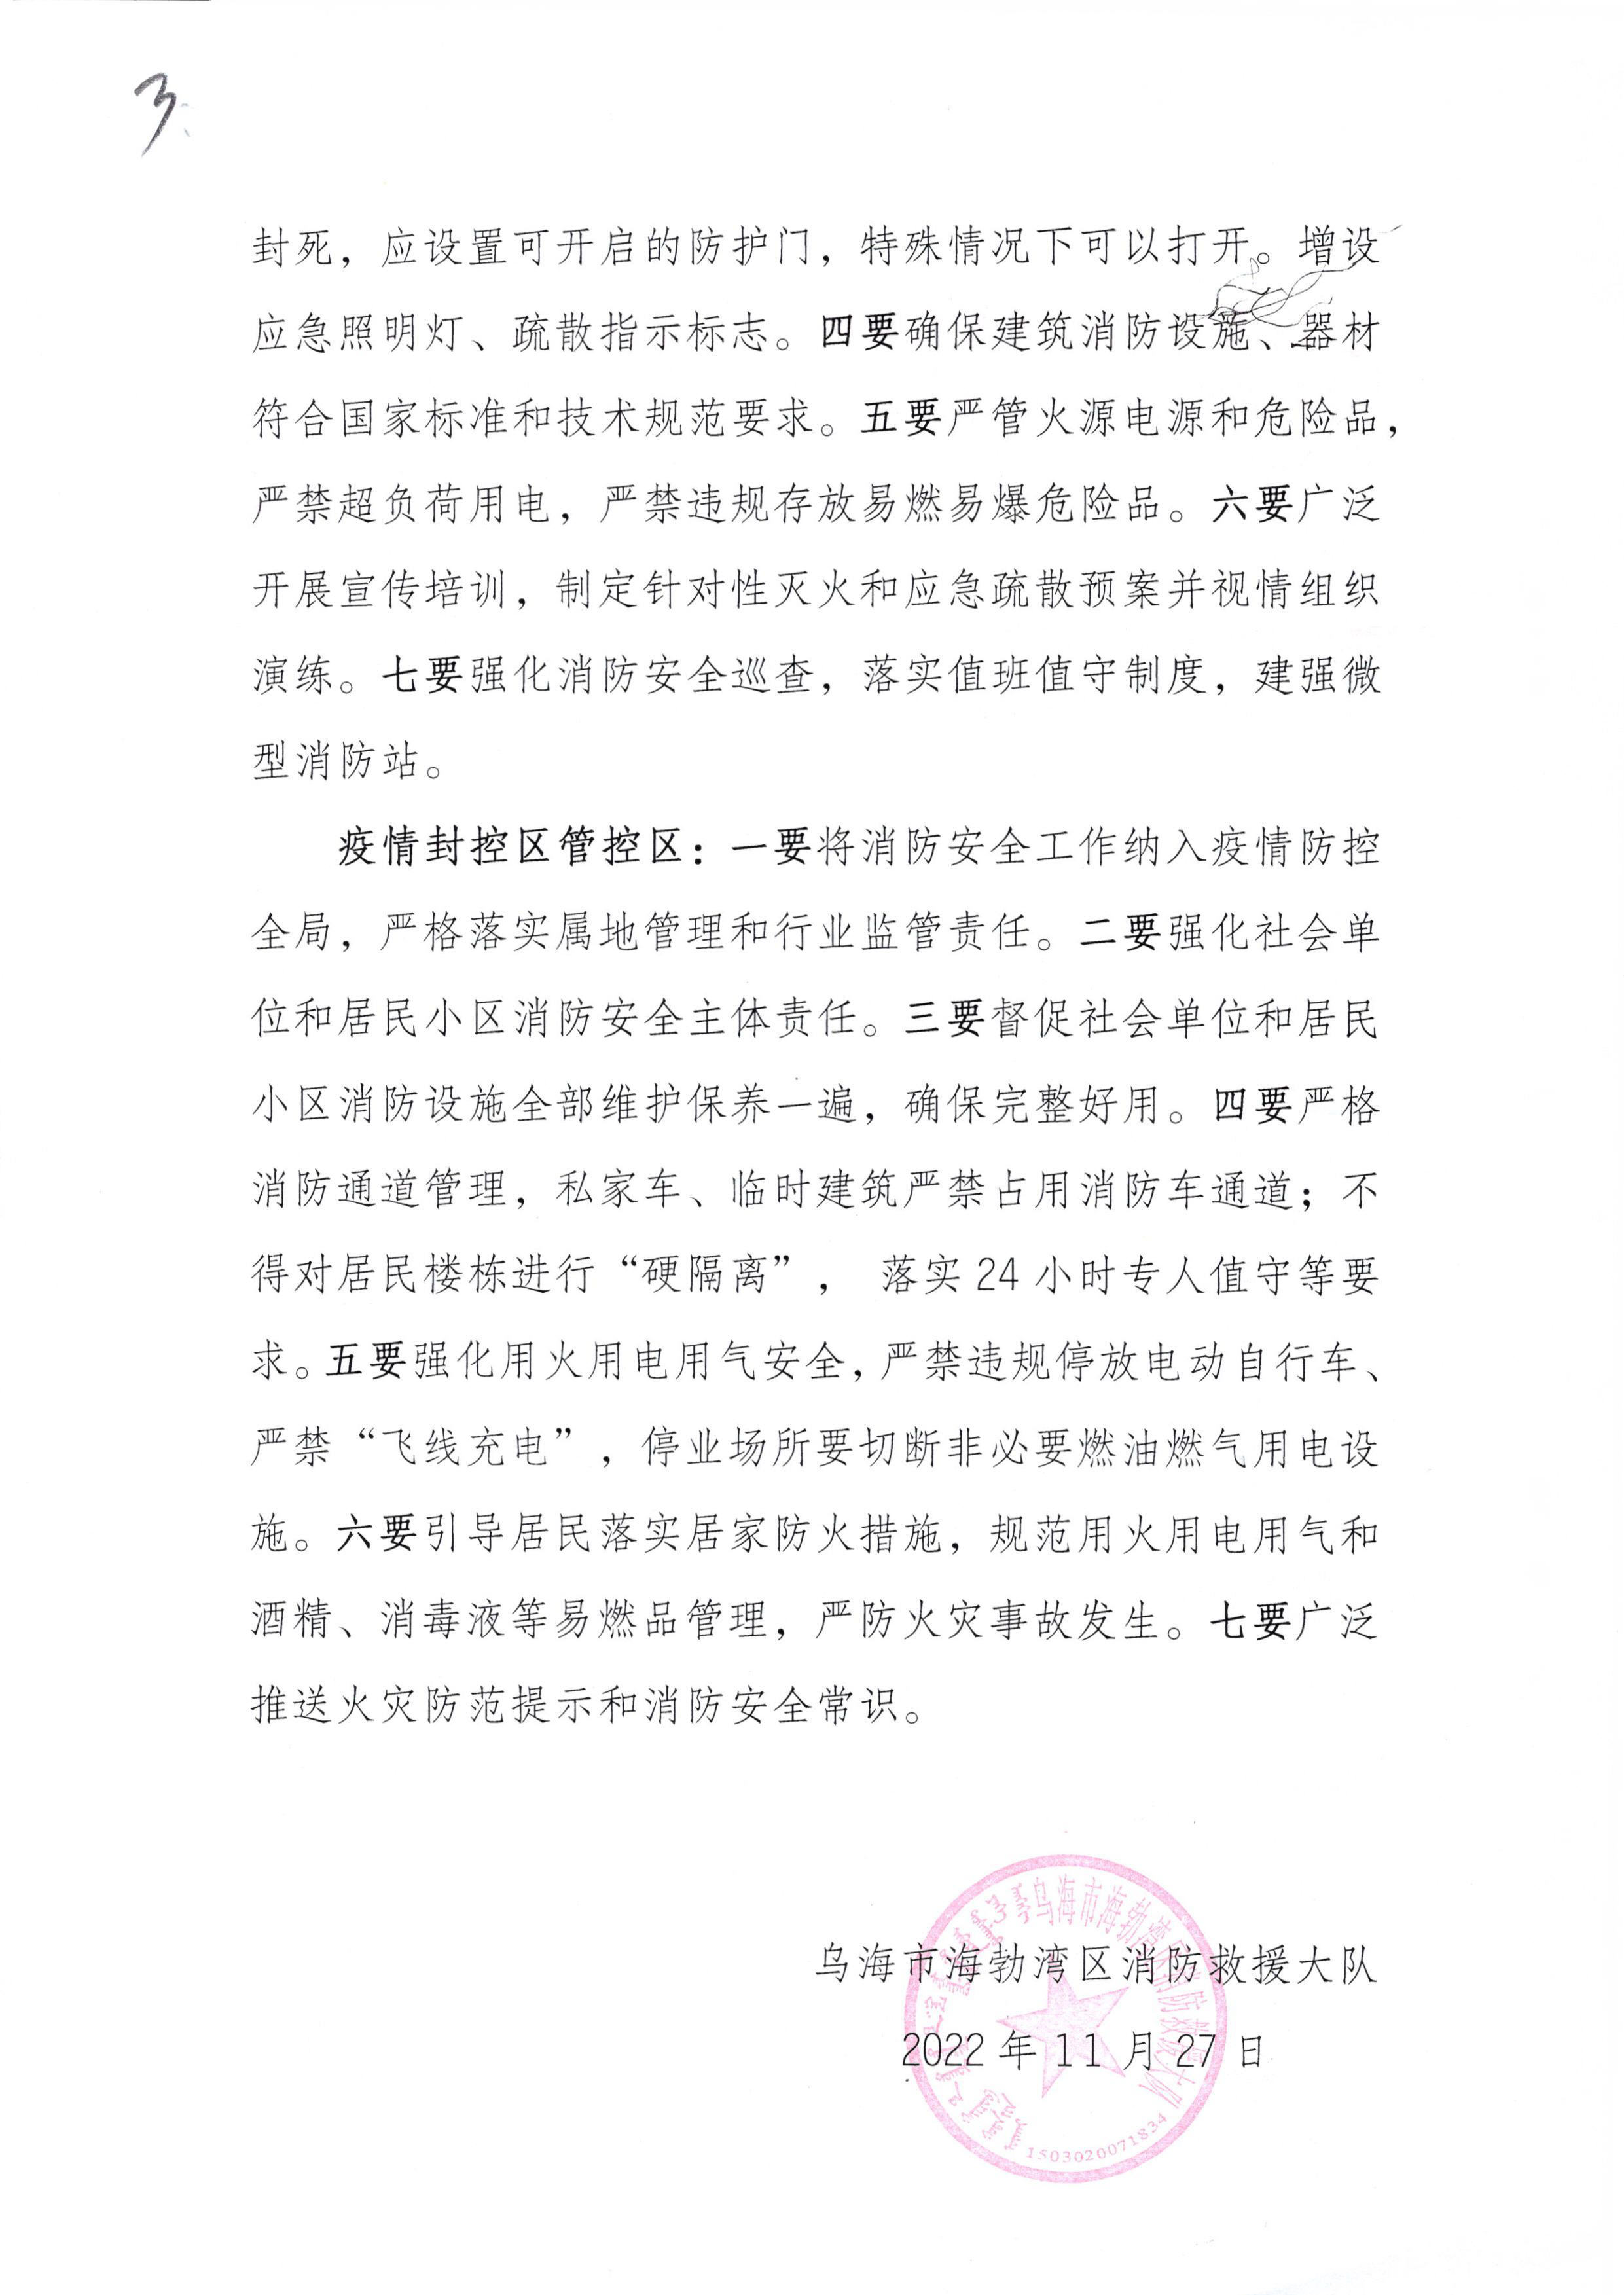 3
封死，应设置可开启的防护门，特殊情况下可以打开。增设
应急照明灯、疏散指示标志。四要确保建筑消防设施、器材
符合国家标准和技术规范要求。五要严管火源电源和危险品，
严禁超负荷用电，严禁违规存放易燃易爆危险品。六要广泛
开展宣传培训，制定针对性灭火和应急疏散预案并视情组织
演练。七要强化消防安全巡查，落实值班值守制度，建强微
型消防站。
疫情封控区管控区：一要将消防安全工作纳入疫情防控
全局，严格落实属地管理和行业监管责任。二要强化社会单
位和居民小区消防安全主体责任。三要督促社会单位和居民
小区消防设施全部维护保养一遍，确保完整好用。四要严格
消防通道管理，私家车、临时建筑严禁占用消防车通道；不
得对居民楼栋进行“硬隔离”， 落实 24 小时专人值守等要
求。五要强化用火用电用气安全，严禁违规停放电动自行车、
严禁“飞线充电”，停业场所要切断非必要燃油燃气用电设
施。六要引导居民落实居家防火措施，规范用火用电用气和
酒精、消毒液等易燃品管理，严防火灾事故发生。七要广泛
推送火灾防范提示和消防安全常识。
乌海市海勃湾区消防救援大队
2022 年 11 月 27 日
乌海市海勃湾区消防救援大队
1503020071834